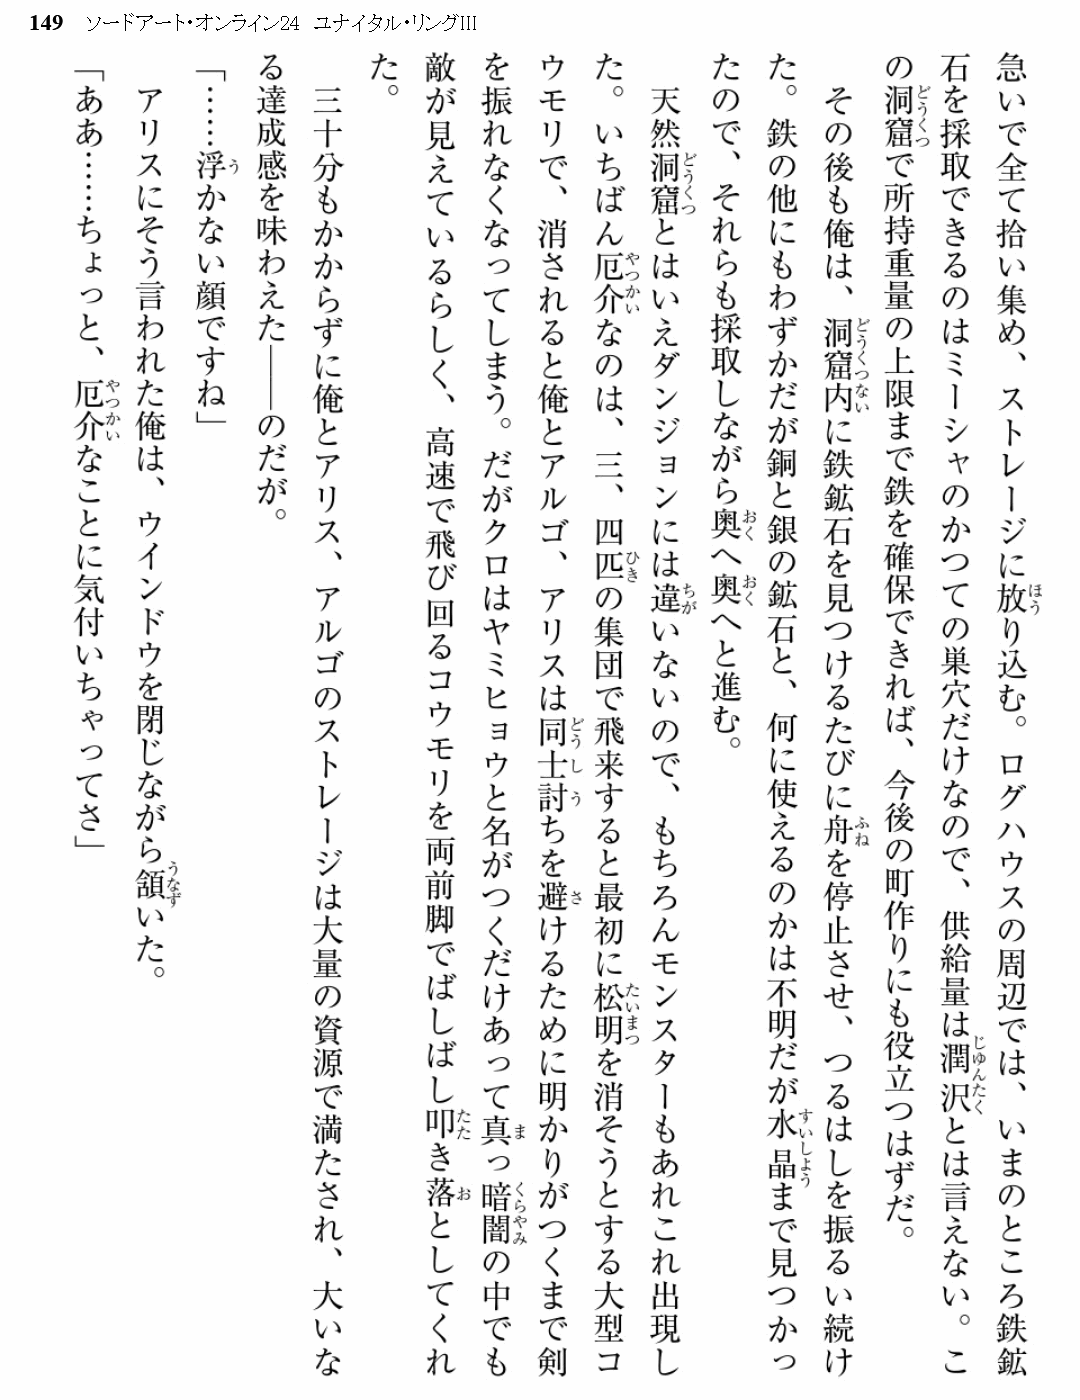 149 ソードアート・オンライン24 ユナイタル・リングIII
急いで全て拾い集め、ストレージに放り込む。ログハウスの周辺では、いまのところ鉄鉱
石を採取できるのはミーシャのかつての巣穴だけなので、供給量は潤沢とは言えない。こ
の洞窟で所持重量の上限まで鉄を確保できれば、今後の町作りにも役立つはずだ。
その後も俺は、洞窟内に鉄鉱石を見つけるたびに舟を停止させ、つるはしを振るい続け
た。鉄の他にもわずかだが銅と銀の鉱石と、何に使えるのかは不明だが水晶まで見つかっ
たので、それらも採取しながら奥へ奥へと進む。
天然洞窟とはいえダンジョンには違いないので、もちろんモンスターもあれこれ出現し
た。いちばん厄介なのは、三、四匹の集団で飛来すると最初に松明を消そうとする大型コ
ウモリで、消されると俺とアルゴ、アリスは同士討ちを避けるために明かりがつくまで剣
を振れなくなってしまう。だがクロはヤミヒョウと名がつくだけあって真っ暗闇の中でも
敵が見えているらしく、高速で飛び回るコウモリを両前脚でばしばし叩き落としてくれ
た。
三十分もかからずに俺とアリス、アルゴのストレージは大量の資源で満たされ、大いな
る達成感を味わえた――のだが。
「……浮かない顔ですね」
アリスにそう言われた俺は、ウインドウを閉じながら頷いた。
「ああ……ちょっと、厄介なことに気付いちゃってさ」